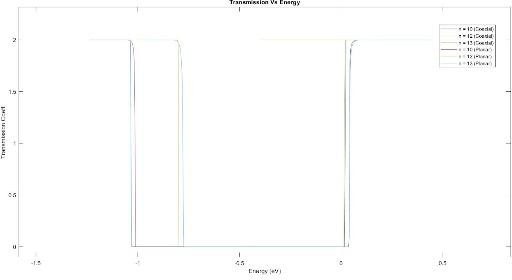 Transmission Vs Energy
n = 10 (Coaxial)
n = 12 (Coaxial)
n = 13 (Coaxial)
n = 10 (Planar)
n = 12 (Planar)
n = 13 (Planar)
2
1.5
1
0.5
0
Transmission Coeff
-1.5
-1
-0.5
0
0.5
Energy (eV)